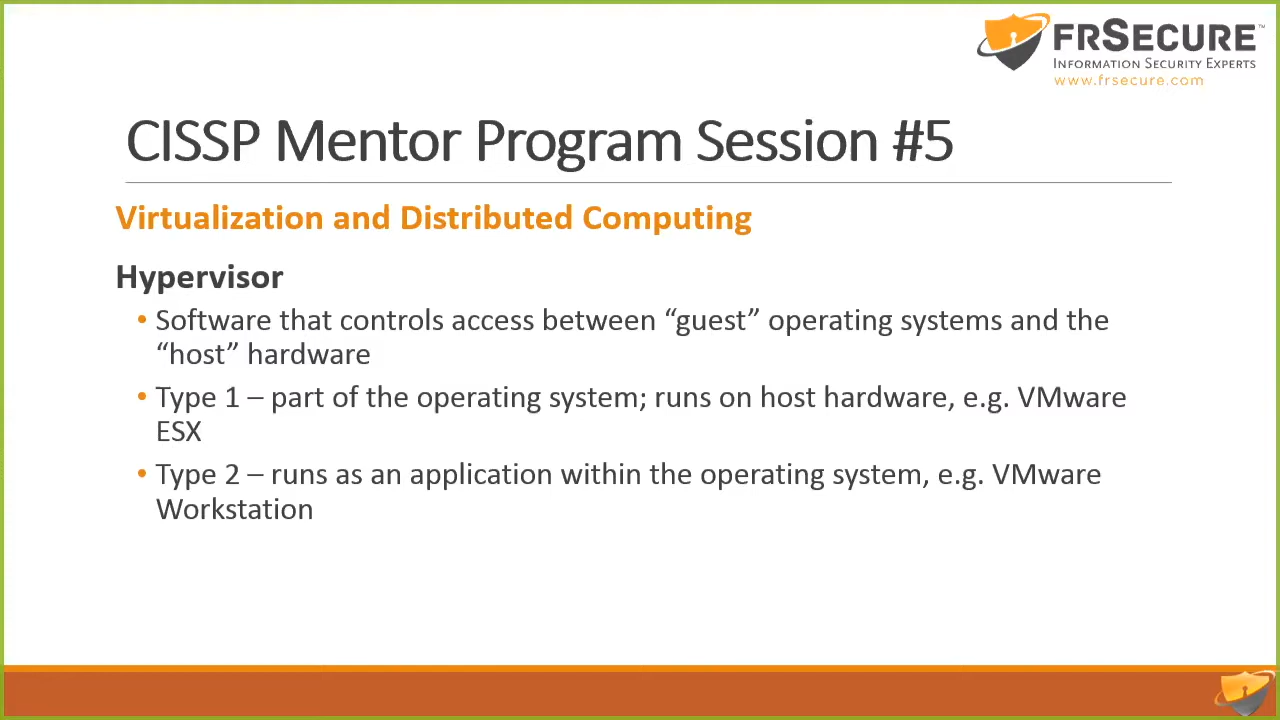 FRSECURE™
INFORMATION SECURITY EXPERTS
www.frsecure.com
CISSP Mentor Program Session #5
Virtualization and Distributed Computing
Hypervisor
• Software that controls access between “guest” operating systems and the
“host” hardware
• Type 1 – part of the operating system; runs on host hardware, e.g. VMware
ESX
• Type 2 – runs as an application within the operating system, e.g. VMware
Workstation